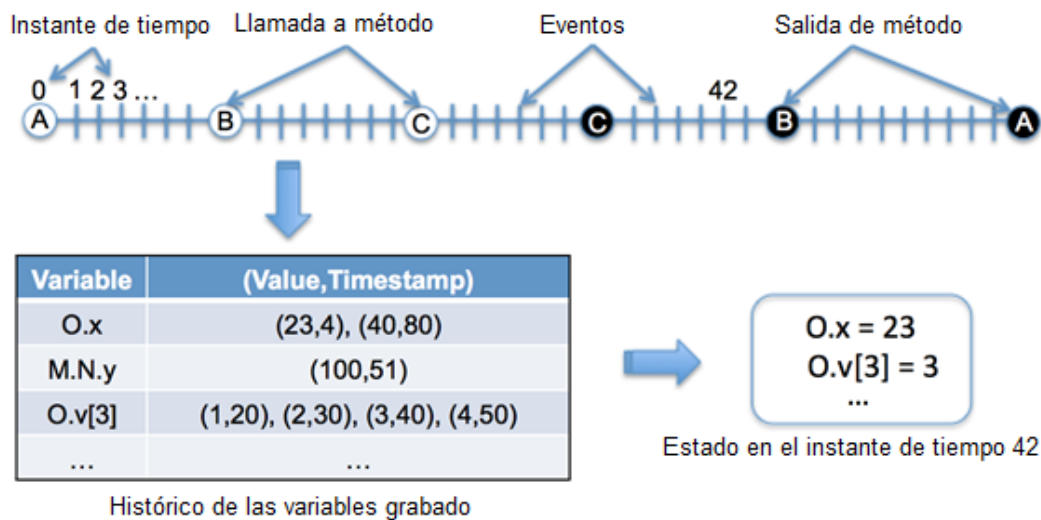 Instante de tiempo Llamada a método Eventos Salida de método
0 1 2 3 ... 42
A B C C B A
Variable (Value,Timestamp)
O.x (23,4), (40,80)
M.N.y (100,51)
O.v[3] (1,20), (2,30), (3,40), (4,50)
... ...
O.x = 23
O.v[3] = 3
...
Estado en el instante de tiempo 42
Histórico de las variables grabado